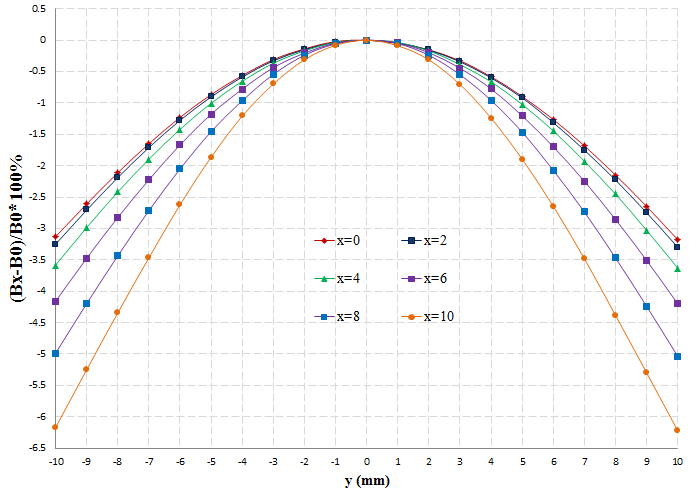 0.5
0
-0.5
-1
-1.5
-2
-2.5
-3
-3.5
-4
-4.5
-5
-5.5
-6
-6.5
(Bx-B0)/B0*100%
x=0 x=2
x=4 x=6
x=8 x=10
-10 -9 -8 -7 -6 -5 -4 -3 -2 -1 0 1 2 3 4 5 6 7 8 9 10
y (mm)